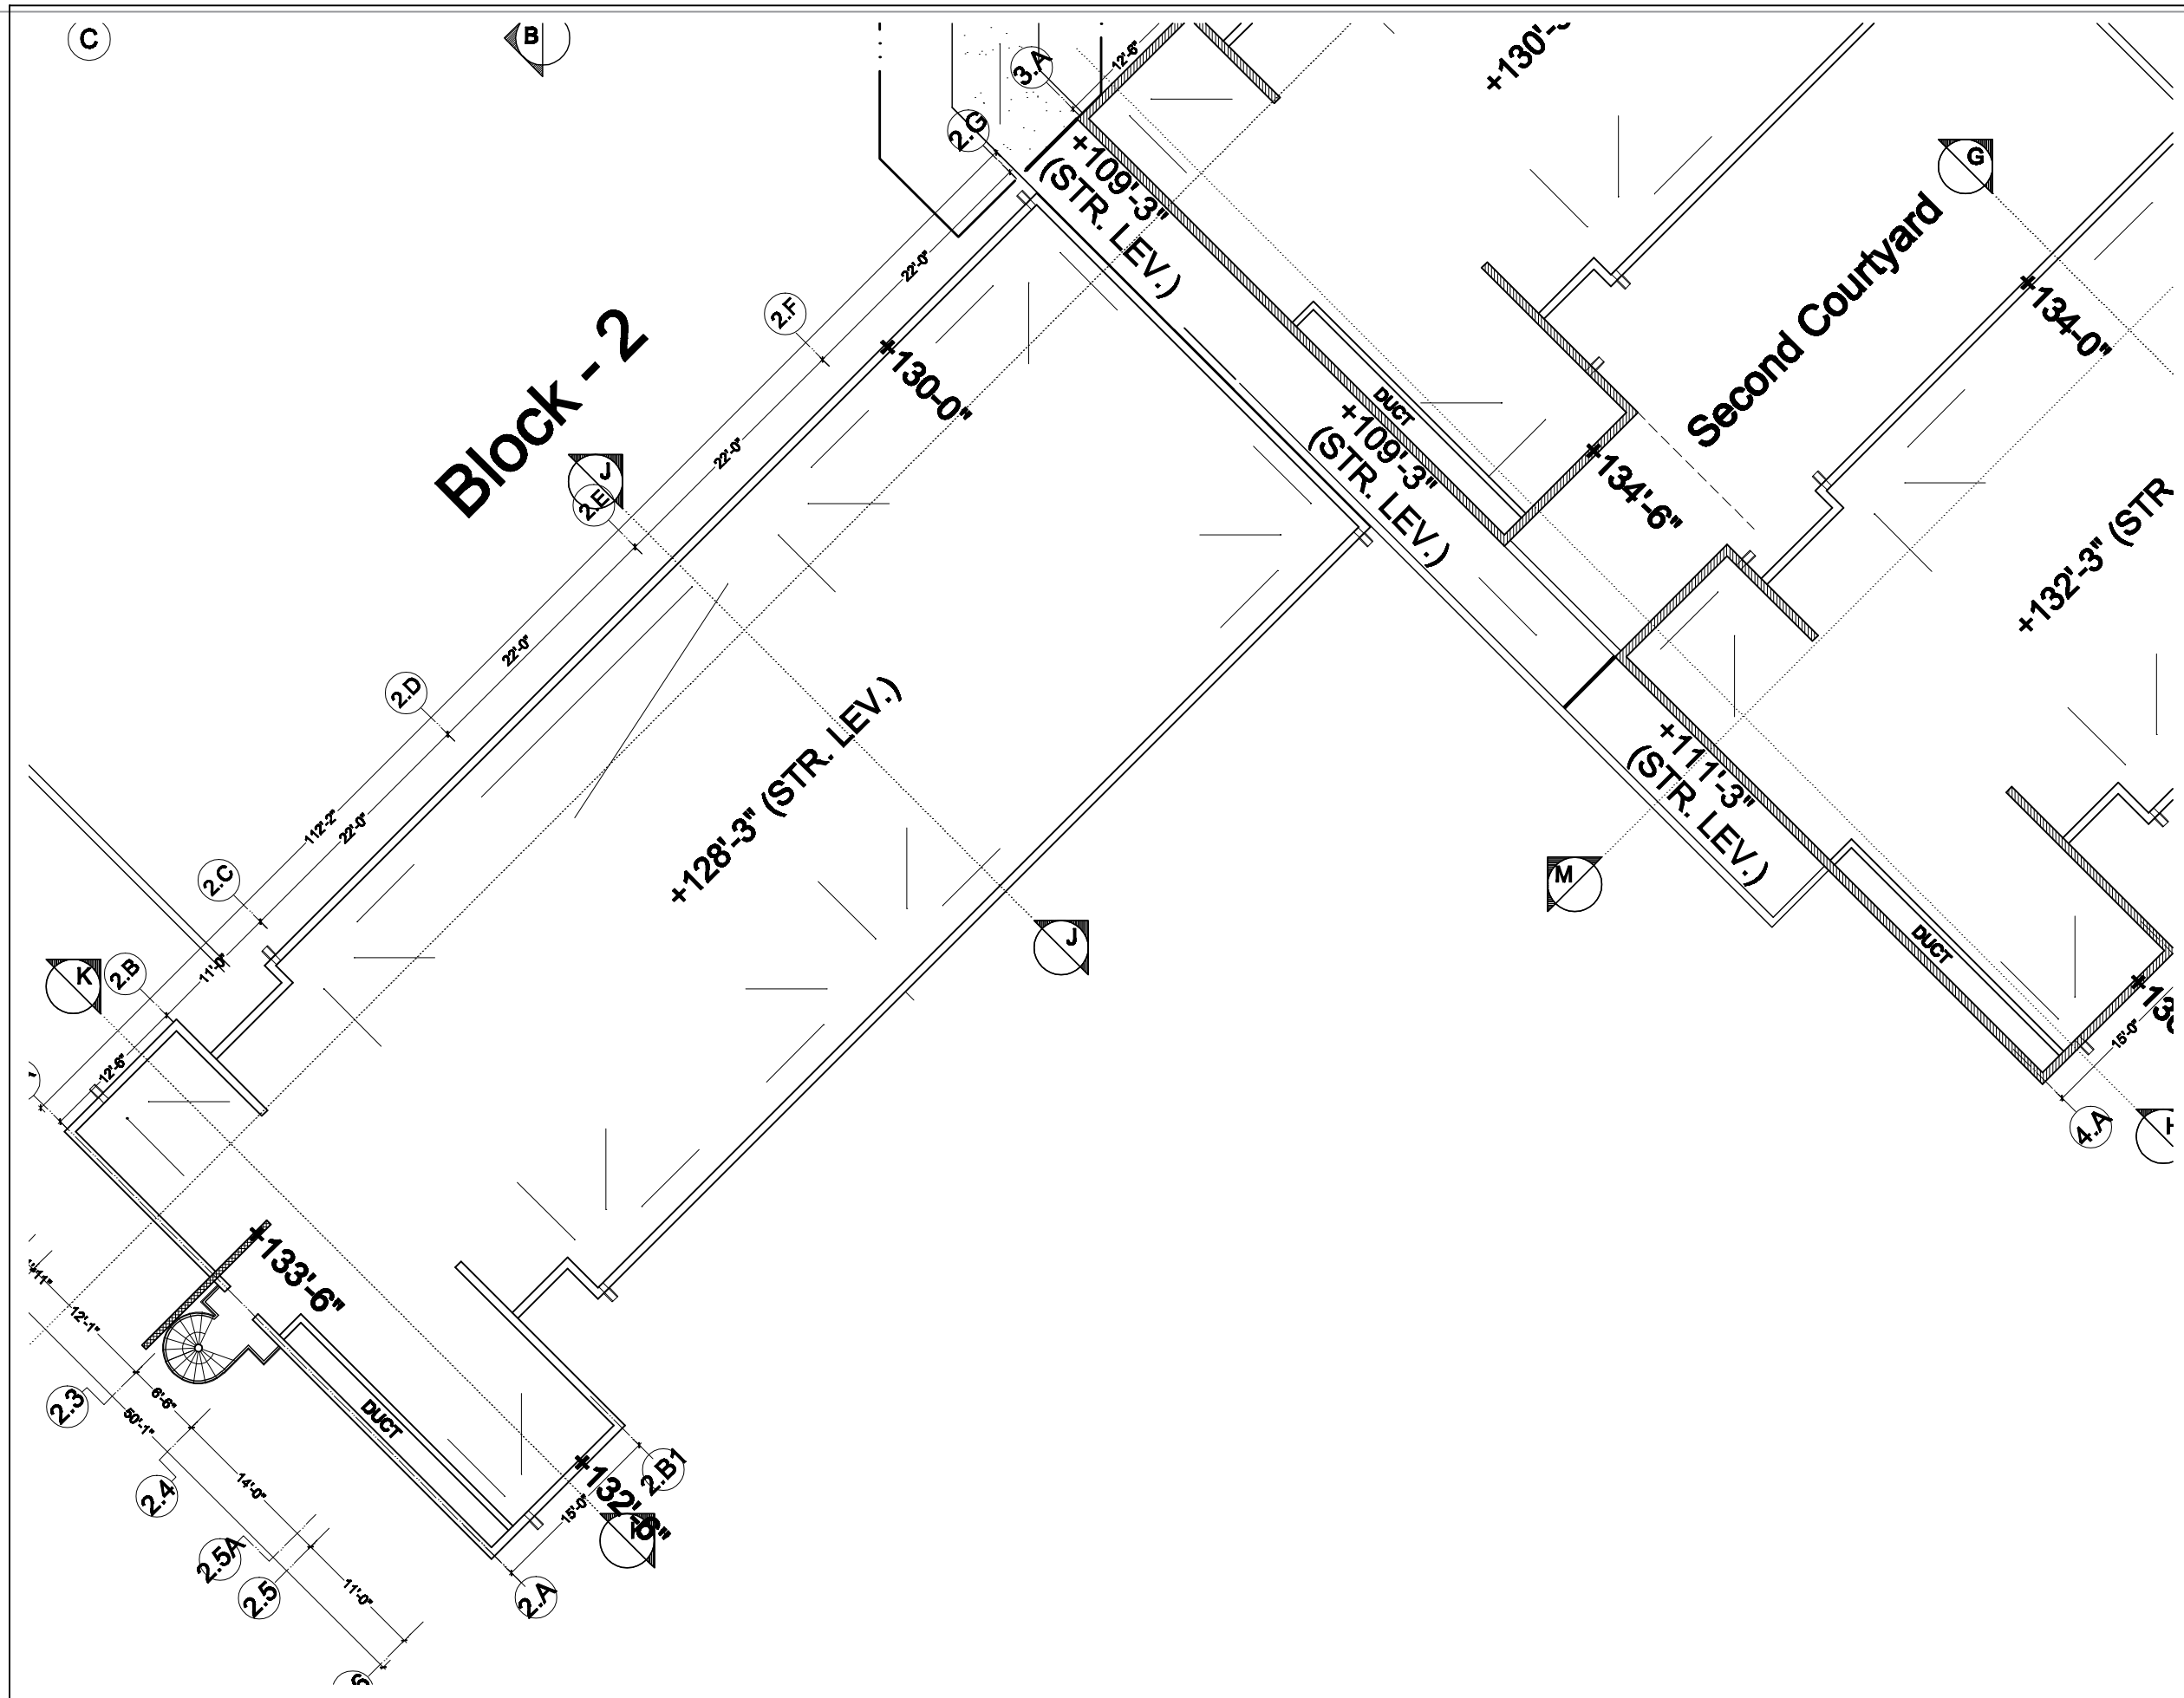 C
B
3.A
12'-6"
2.G
+109'-3"
(STR. LEV.)
G
Second Courtyard
134-0"
2.F
22'-0"
130-0"
Block - 2
22'-0"
J
2.E
DUCT
+109'-3"
(STR. LEV.)
134'-6"
22'-0"
2.D
+128'-3" (STR. LEV.)
112'-2"
22'-0"
2.C
11'-0"
+111'-3"
(STR. LEV.)
M
J
DUCT
15'-0"
4.A
K
2.B
12'-6"
133'-6"
12'-1"
2.3
6'-6"
50'-1"
2.4
14'-0"
DUCT
2.5A
2.5
11'-0"
2.B1
132'-6"
15'-0"
2.A